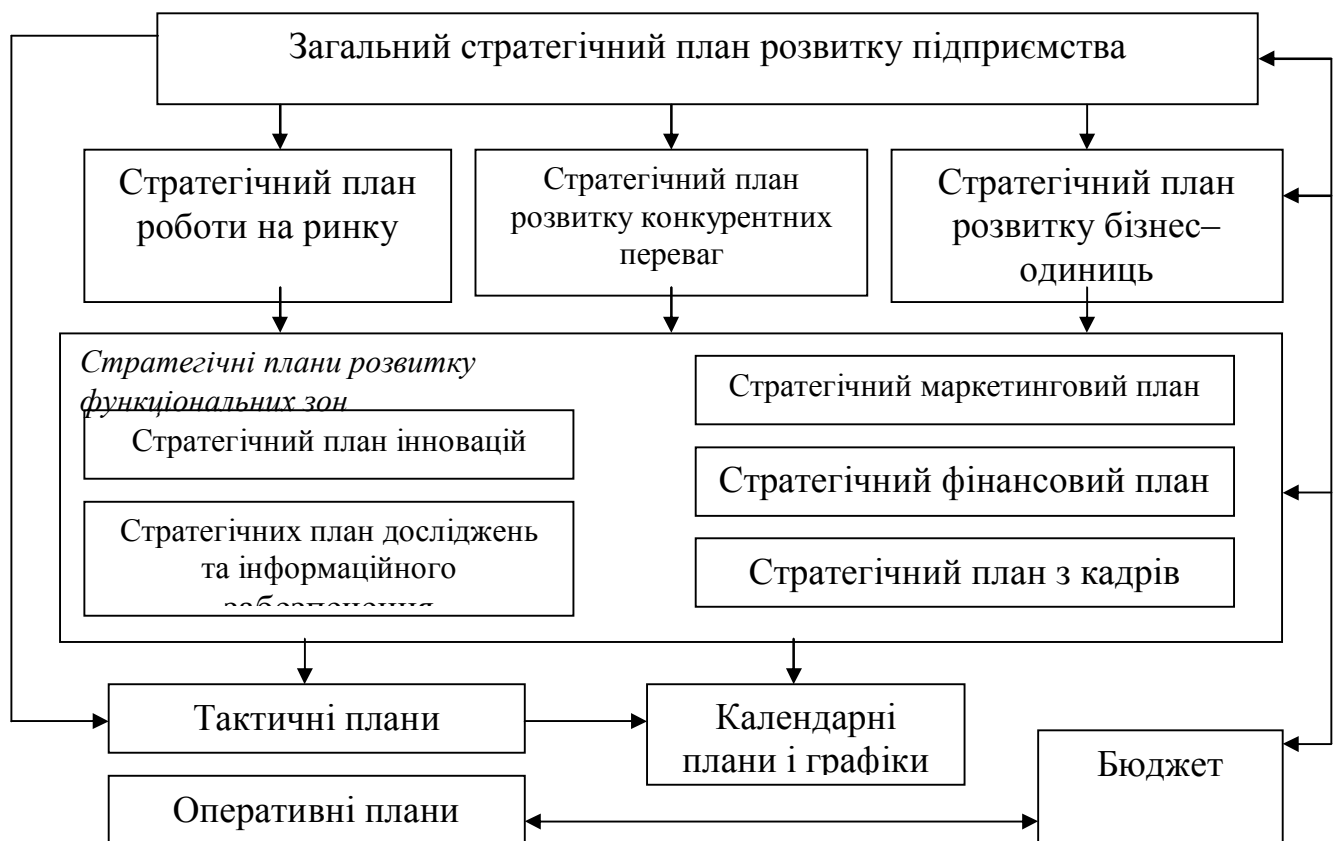 Загальний стратегічний план розвитку підприємства
Стратегічний план
роботи на ринку
Стратегічний план
розвитку конкурентних
переваг
Стратегічний план
розвитку бізнес–
одиниць
Стратегічні плани розвитку
функціональних зон
Стратегічний план інновацій
Стратегічних план досліджень
та інформаційного
забезпечення
Стратегічний маркетинговий план
Стратегічний фінансовий план
Стратегічний план з кадрів
Тактичні плани
Календарні
плани і графіки
Оперативні плани
Бюджет